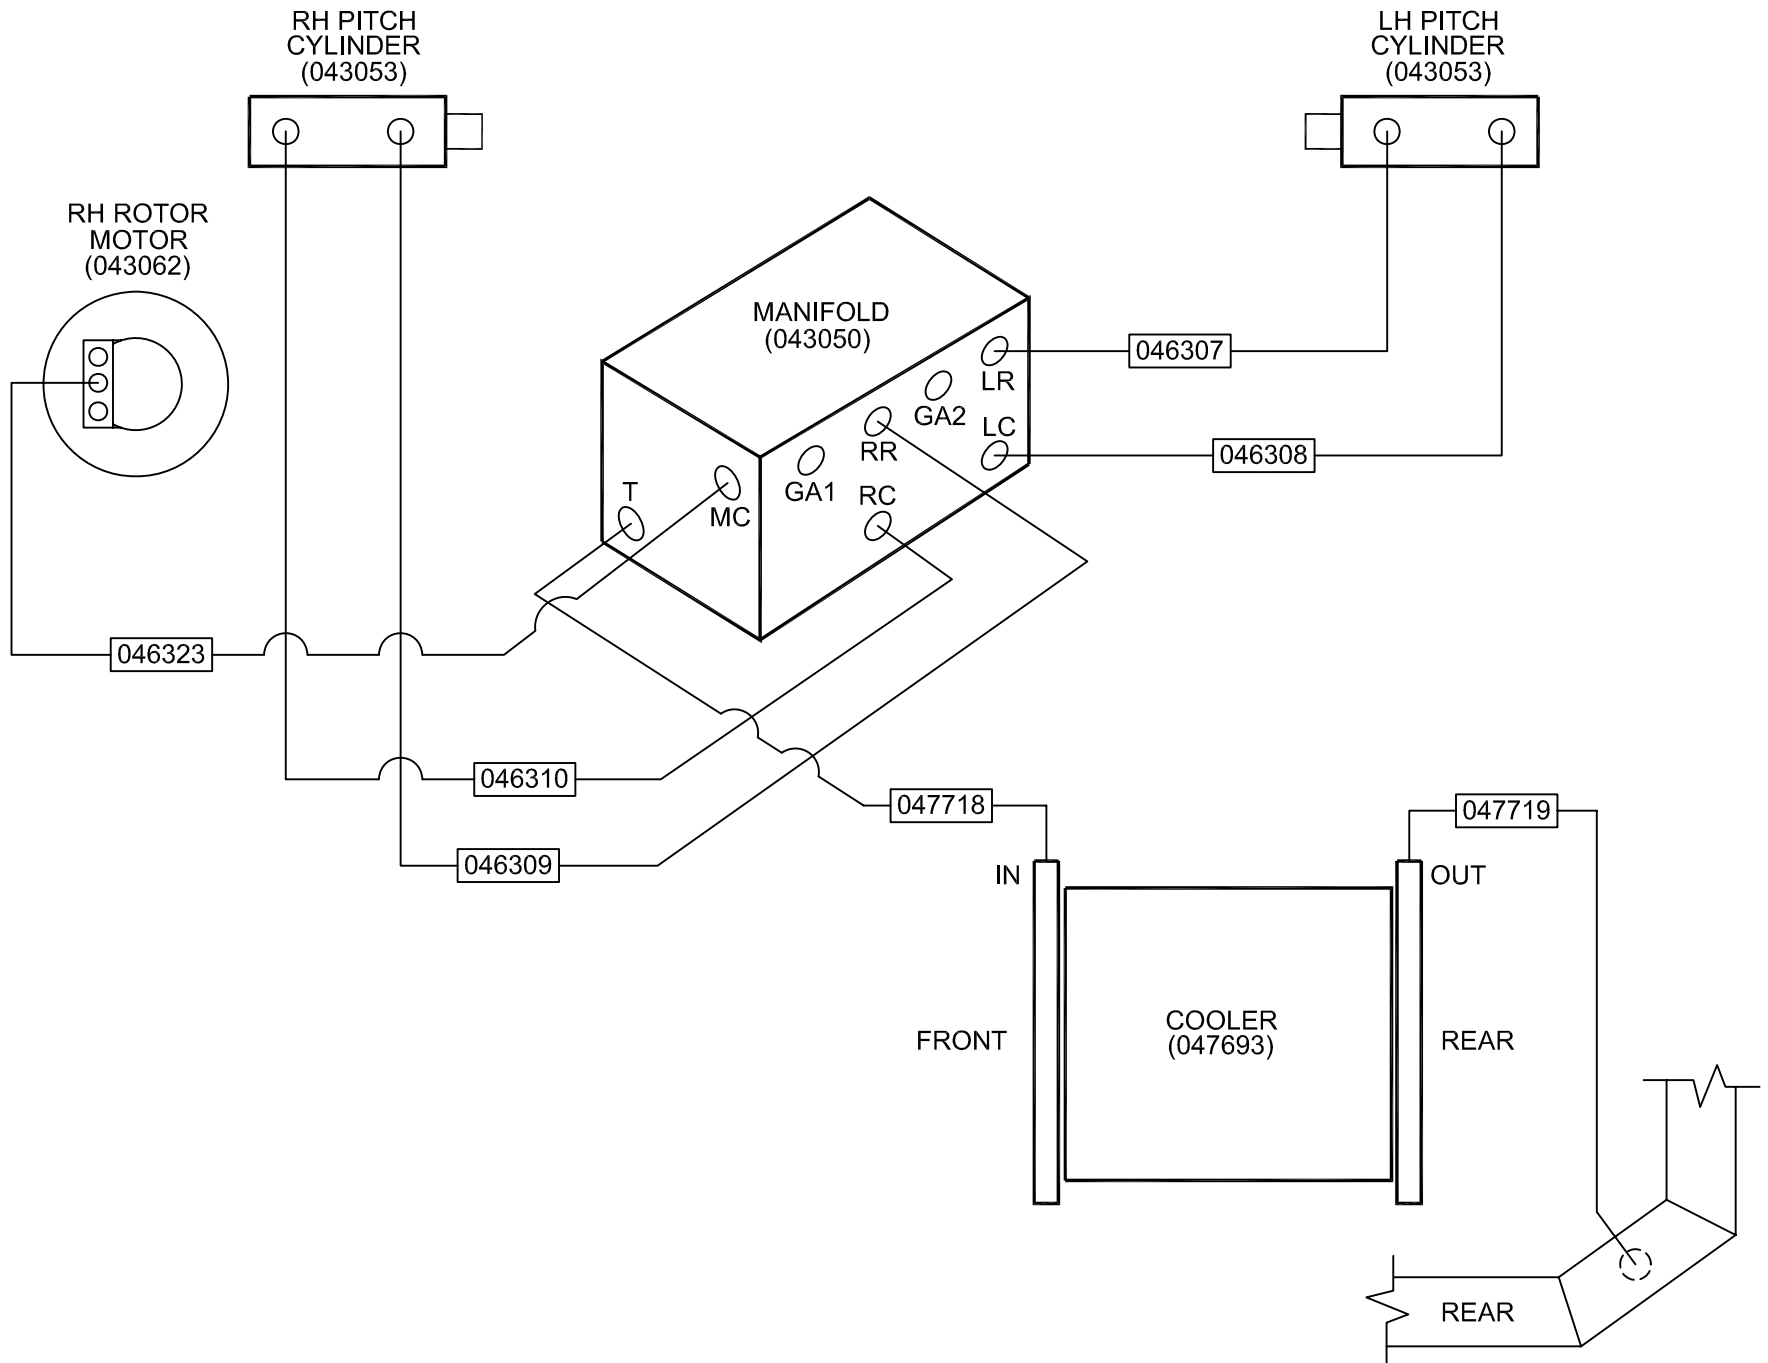 RH PITCH
CYLINDER
(043053)
LH PITCH
CYLINDER
(043053)
RH ROTOR
MOTOR
(043062)
MANIFOLD
(043050)
LR
046307
GA2
LC
RR
046308
GA1
RC
T
MC
046323
046310
047718
047719
046309
IN
OUT
COOLER
(047693)
FRONT
REAR
REAR